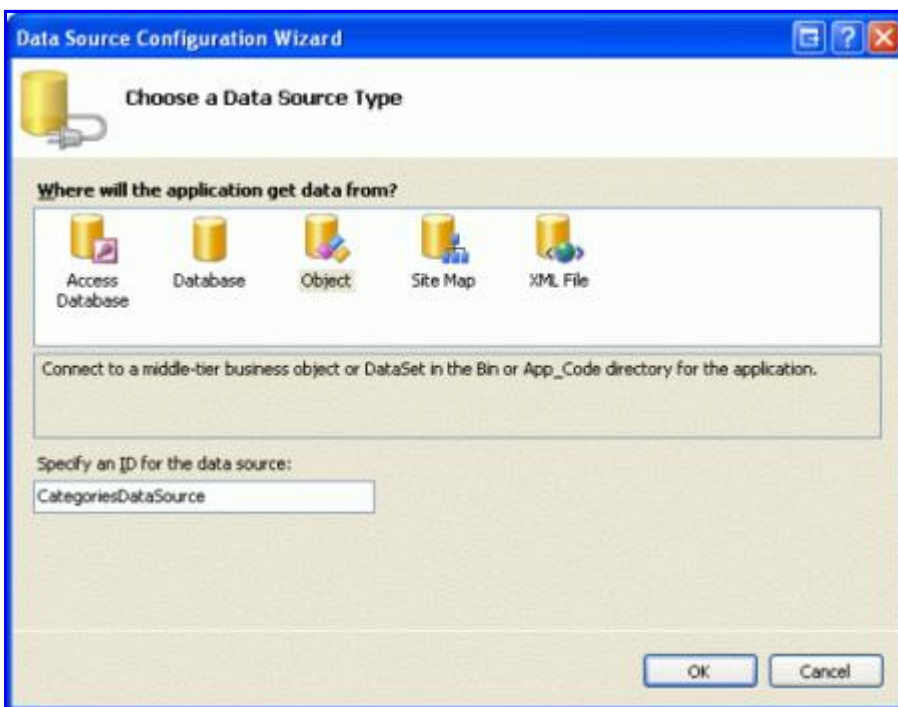 Data Source Configuration Wizard
Choose a Data Source Type
Where will the application get data from?
Access Database
Database
Object
Site Map
XML File
Connect to a middle-tier business object or DataSet in the Bin or App_Code directory for the application.
Specify an ID for the data source:
CategoriesDataSource
OK
Cancel